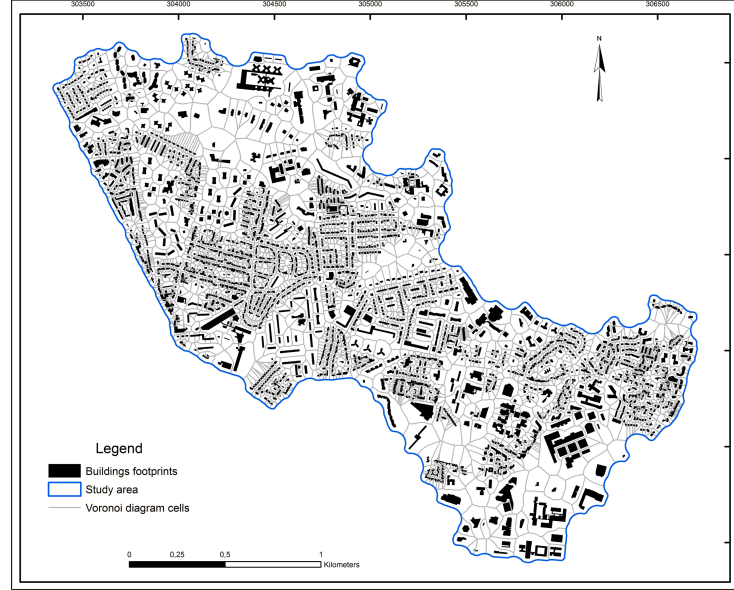 303500 304000 304500 305000 305500 306000 306500
N
Legend
Buildings footprints
Study area
Voronoi diagram cells
0 0,25 0,5 1
Kilometers